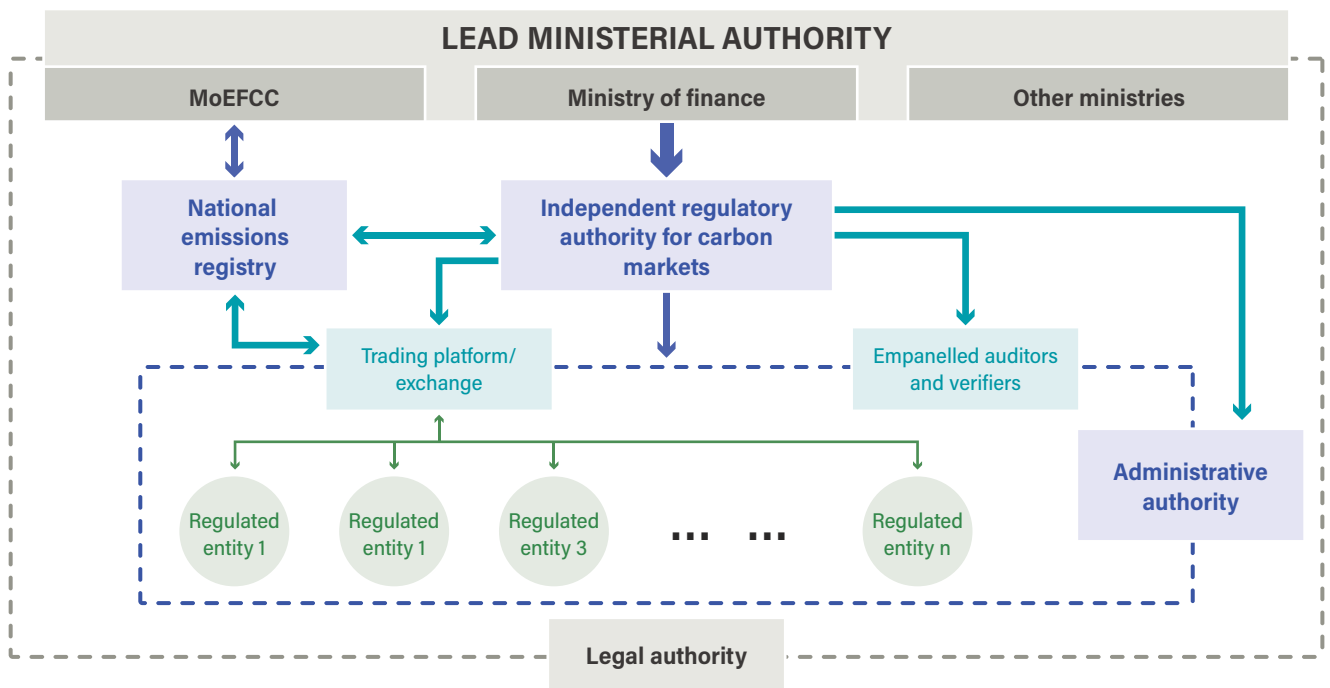 LEAD MINISTERIAL AUTHORITY
MoEFCC
Ministry of finance
Other ministries
National
emissions
registry
Independent regulatory
authority for carbon
markets
Trading platform/
exchange
Empanelled auditors
and verifiers
Administrative
authority
Regulated
entity 1
Regulated
entity 1
Regulated
entity 3
... ...
Regulated
entity n
Legal authority